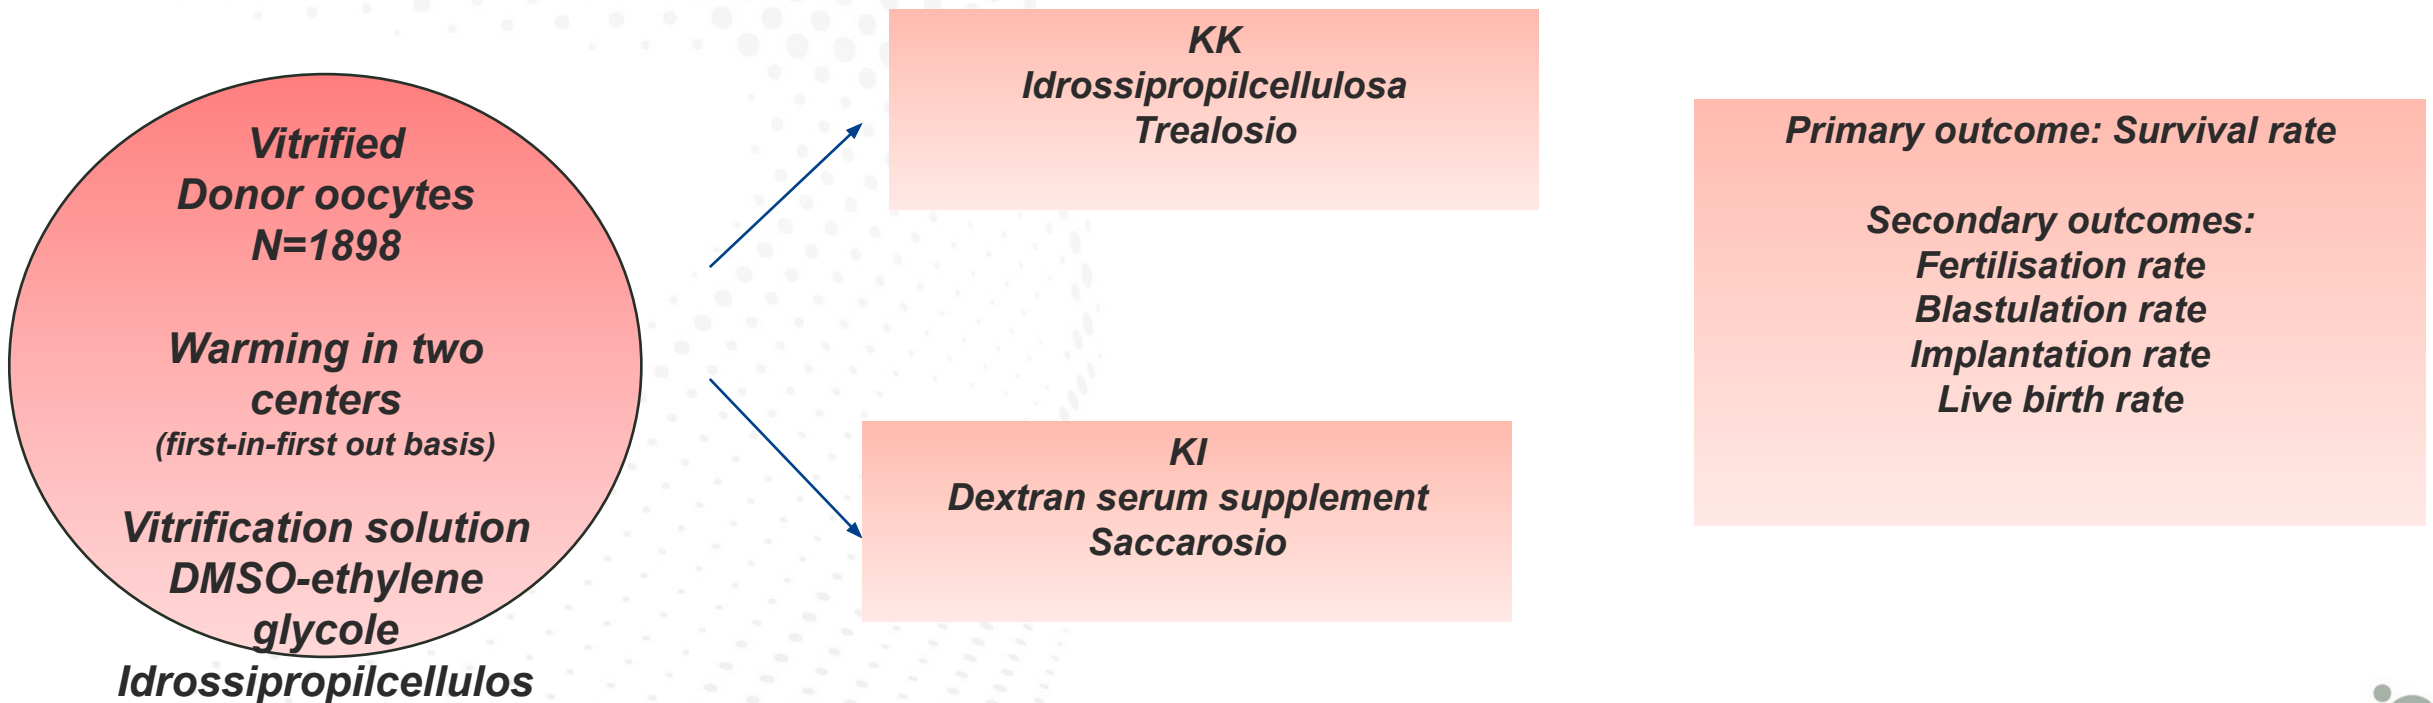 Vitrified
Donor oocytes
N=1898
Warming in two
centers
(first-in-first out basis)
Vitrification solution
DMSO-ethylene
glycole
Idrossipropilcellulos
KK
Idrossipropilcellulosa
Trealosio
KI
Dextran serum supplement
Saccarosio
Primary outcome: Survival rate
Secondary outcomes:
Fertilisation rate
Blastulation rate
Implantation rate
Live birth rate